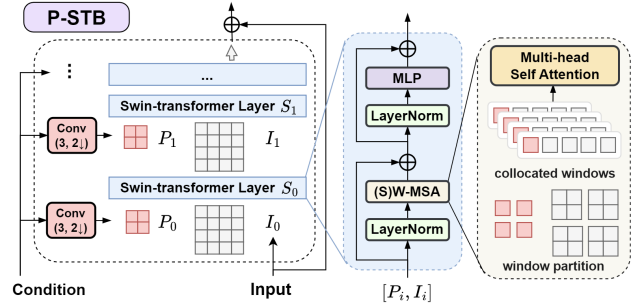 P-STB
...
Swin-transformer Layer S₁
Conv
(3, 2↓)
P₁
I₁
Swin-transformer Layer S₀
Conv
(3, 2↓)
P₀
I₀
Condition
Input
MLP
LayerNorm
(S)W-MSA
LayerNorm
[Pᵢ, Iᵢ]
Multi-head
Self Attention
collocated windows
window partition